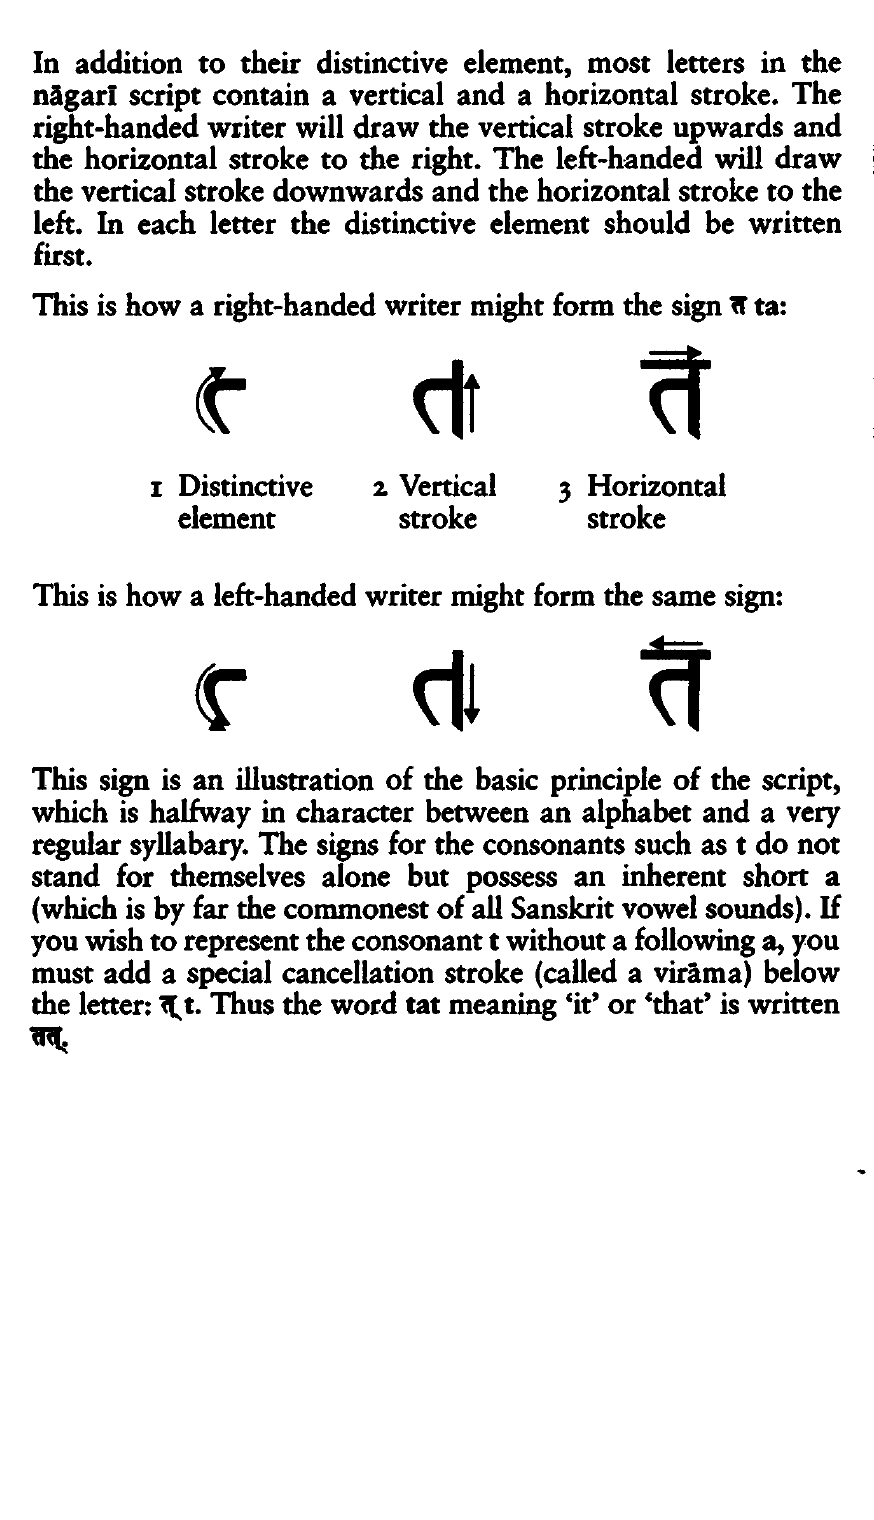 In addition to their distinctive element, most letters in the
nāgarī script contain a vertical and a horizontal stroke. The
right-handed writer will draw the vertical stroke upwards and
the horizontal stroke to the right. The left-handed will draw
the vertical stroke downwards and the horizontal stroke to the
left. In each letter the distinctive element should be written
first.
This is how a right-handed writer might form the sign त ta:
त
1 Distinctive 2 Vertical 3 Horizontal
element stroke stroke
This is how a left-handed writer might form the same sign:
त
This sign is an illustration of the basic principle of the script,
which is halfway in character between an alphabet and a very
regular syllabary. The signs for the consonants such as t do not
stand for themselves alone but possess an inherent short a
(which is by far the commonest of all Sanskrit vowel sounds). If
you wish to represent the consonant t without a following a, you
must add a special cancellation stroke (called a virāma) below
the letter: त् t. Thus the word tat meaning ‘it’ or ‘that’ is written
तत्.